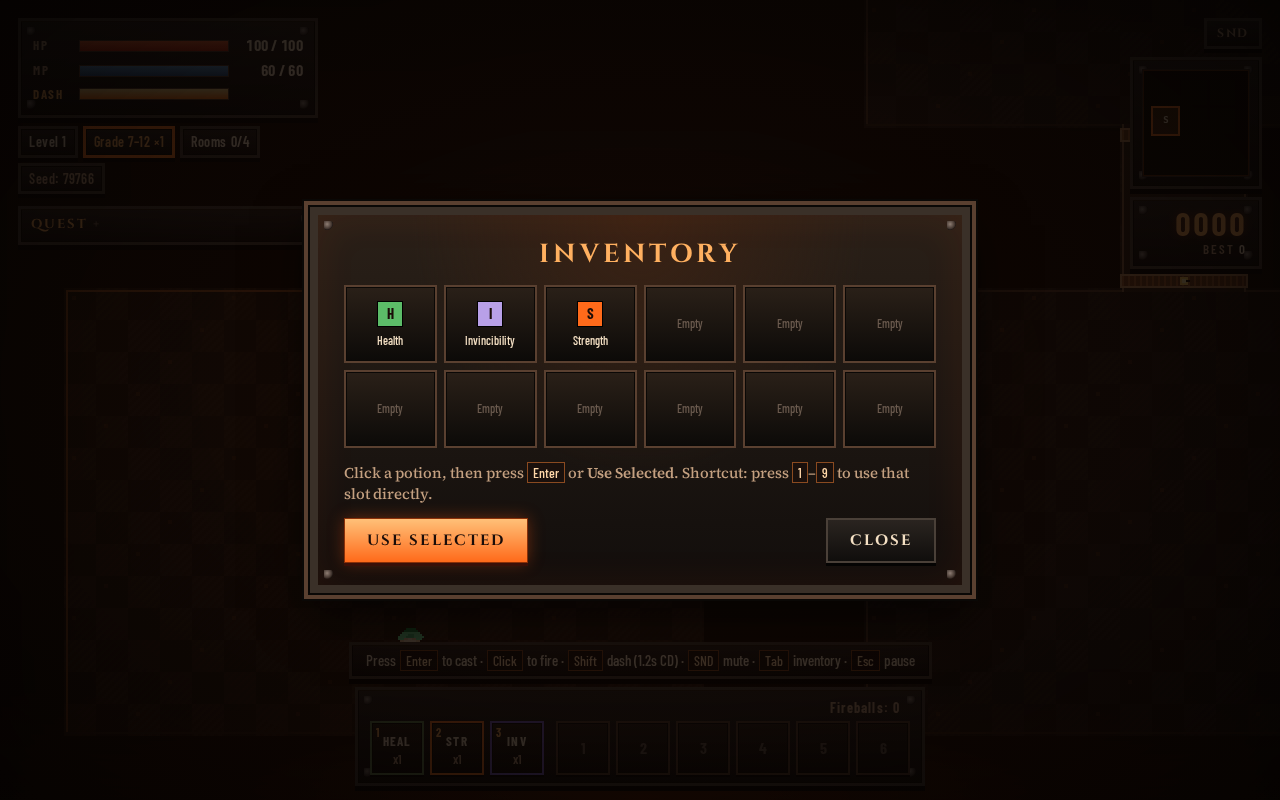 HP 100 / 100
MP 60 / 60
DASH
Level 1 Grade 7–12 ×1 Rooms 0/4
Seed: 79766
QUEST
SND
S
0000
BEST 0
INVENTORY
H I S
Health Invincibility Strength Empty Empty Empty
Empty Empty Empty Empty Empty Empty
Click a potion, then press Enter or Use Selected. Shortcut: press 1–9 to use that
slot directly.
USE SELECTED CLOSE
Press Enter to cast · Click to fire · Shift dash (1.2s CD) · SND mute · Tab inventory · Esc pause
Fireballs: 0
1 HEAL x1 2 STR x1 3 INV x1 1 2 3 4 5 6